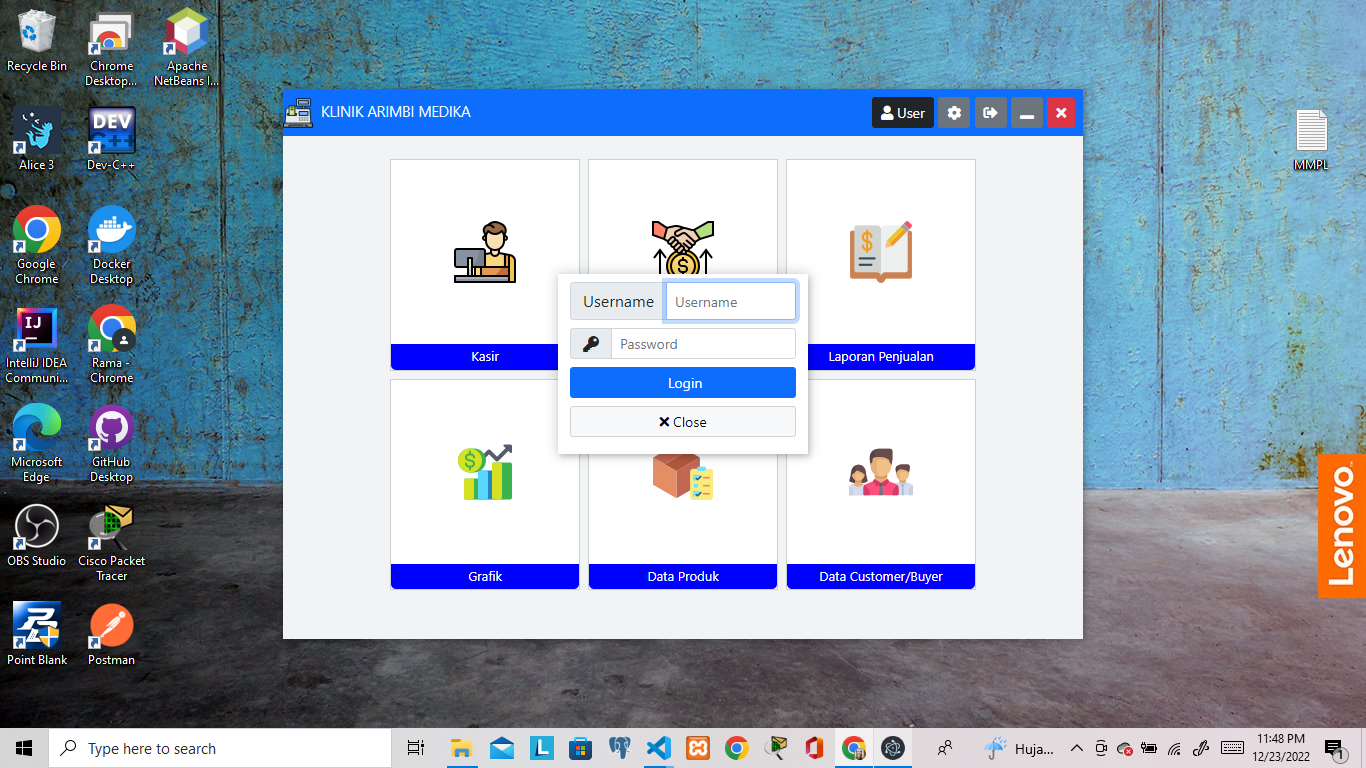 Recycle Bin
Chrome
Desktop...
Apache
NetBeans I...
Alice 3
DEV
C++
Dev-C++
Google
Chrome
Docker
Desktop
IJ
IntelliJ IDEA
Communi...
Rama -
Chrome
Microsoft
Edge
GitHub
Desktop
OBS Studio
Cisco Packet
Tracer
Point Blank
Postman
KLINIK ARIMBI MEDIKA
User
Kasir
Laporan Penjualan
Username
Username
Password
Login
Close
Grafik
Data Produk
Data Customer/Buyer
MMPL
Lenovo
Type here to search
L
Huja...
11:48 PM
12/23/2022
1